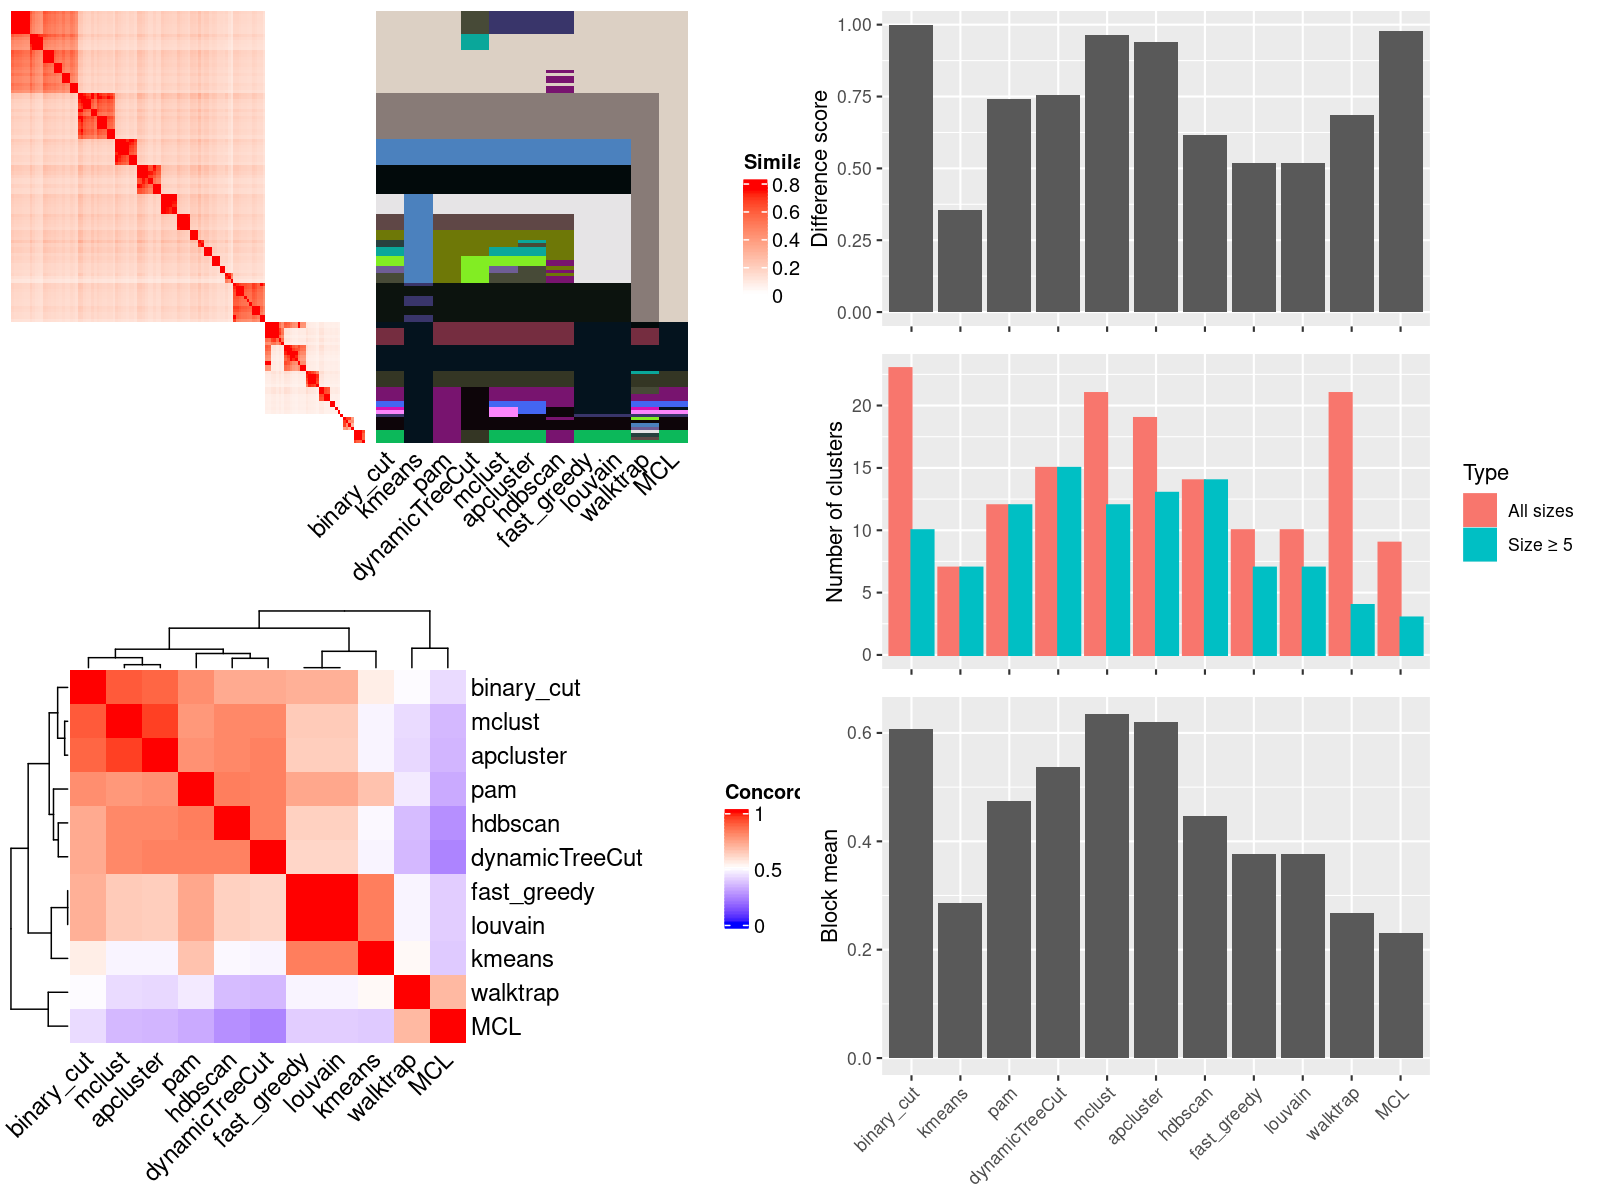 Simila
0.8
0.6
0.4
0.2
0
binary_cut
kmeans
pam
dynamicTreeCut
mclust
apcluster
hdbscan
fast_greedy
louvain
walktrap
MCL
Difference score
1.00
0.75
0.50
0.25
0.00
Number of clusters
20
15
10
5
0
Type
All sizes
Size ≥ 5
binary_cut
mclust
apcluster
pam
hdbscan
dynamicTreeCut
fast_greedy
louvain
kmeans
walktrap
MCL
binary_cut
mclust
apcluster
pam
hdbscan
dynamicTreeCut
fast_greedy
louvain
kmeans
walktrap
MCL
Concord
1
0.5
0
Block mean
0.6
0.4
0.2
0.0
binary_cut
kmeans
pam
dynamicTreeCut
mclust
apcluster
hdbscan
fast_greedy
louvain
walktrap
MCL